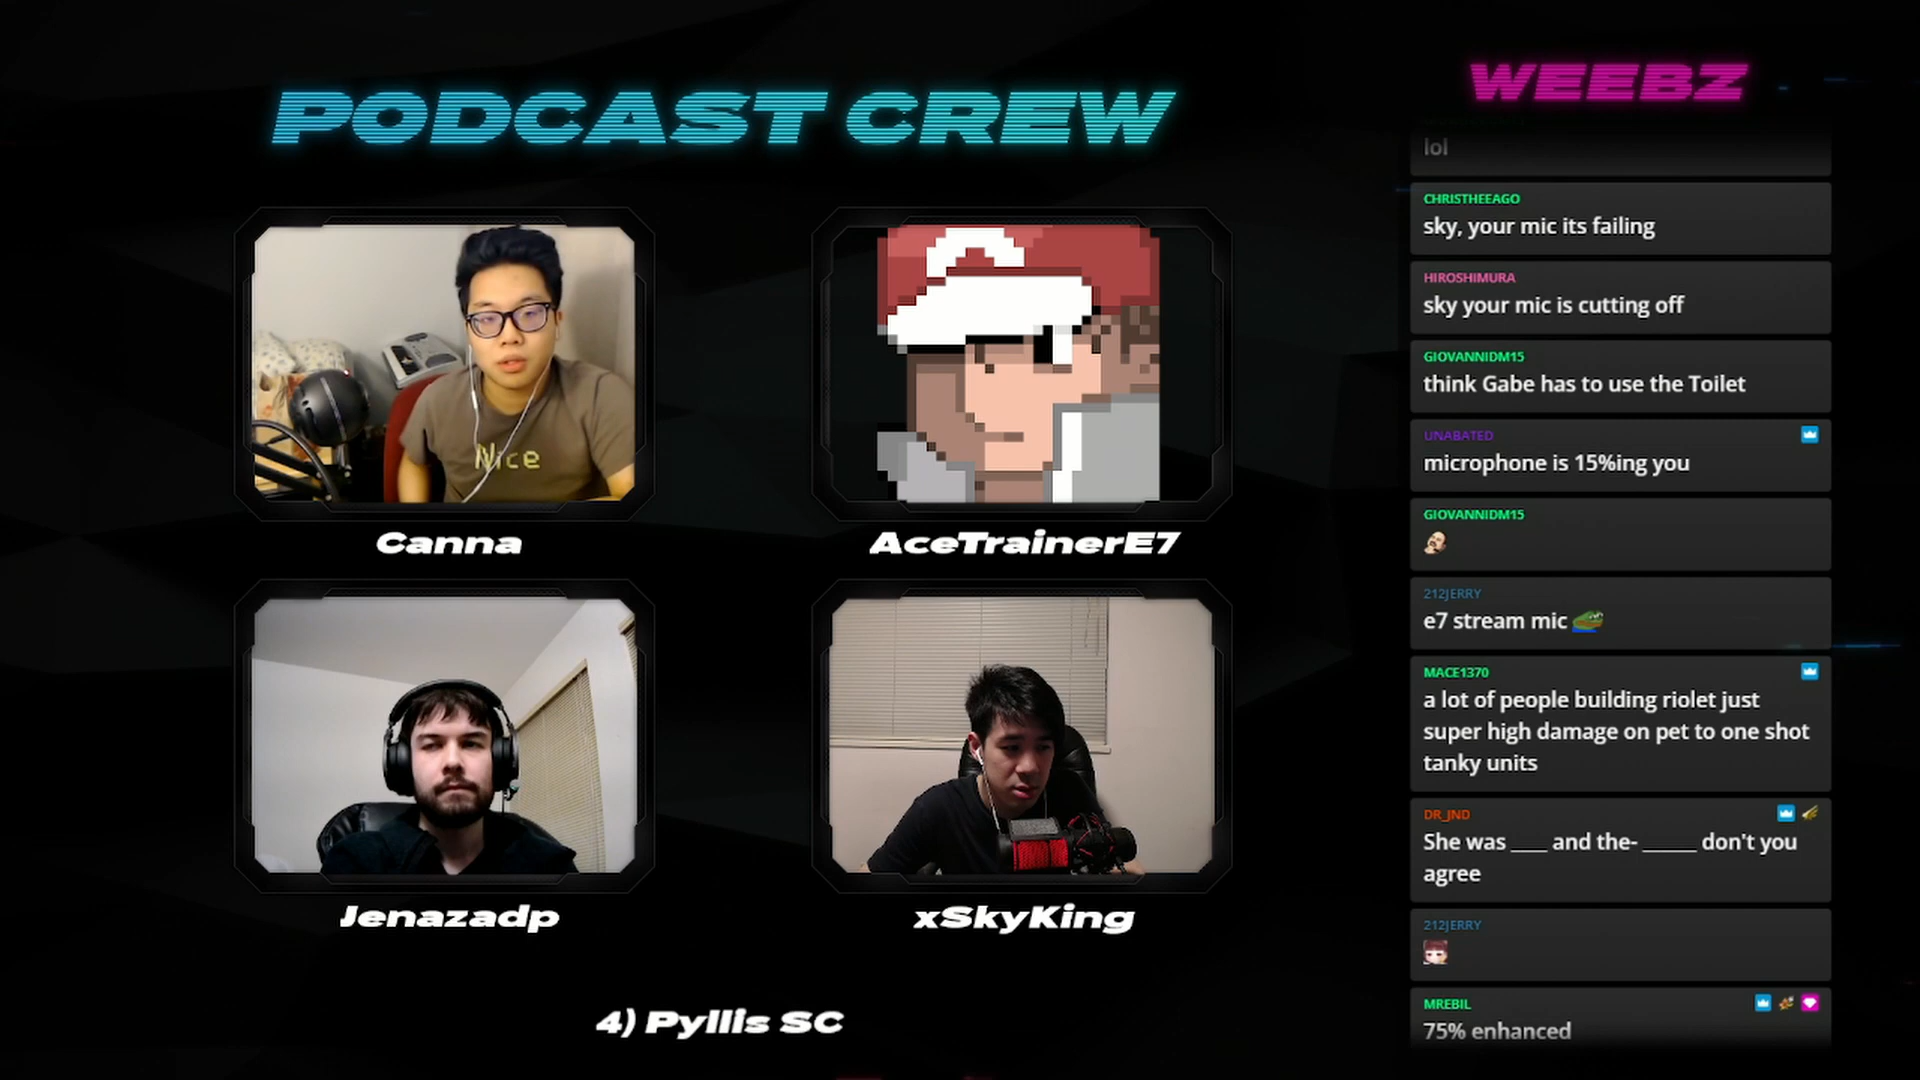 PODCAST CREW
Nice
Canna
AceTrainerE7
Jenazadp
xSkyKing
4) Pyllis SC
WEEBZ
lol
CHRISTHEEAGO
sky, your mic its failing
HIROSHIMURA
sky your mic is cutting off
GIOVANNIDM15
think Gabe has to use the Toilet
UNABATED
microphone is 15%ing you
GIOVANNIDM15
212JERRY
e7 stream mic
MACE1370
a lot of people building riolet just
super high damage on pet to one shot
tanky units
DR_JND
She was ____ and the- ______ don't you
agree
212JERRY
MREBIL
75% enhanced